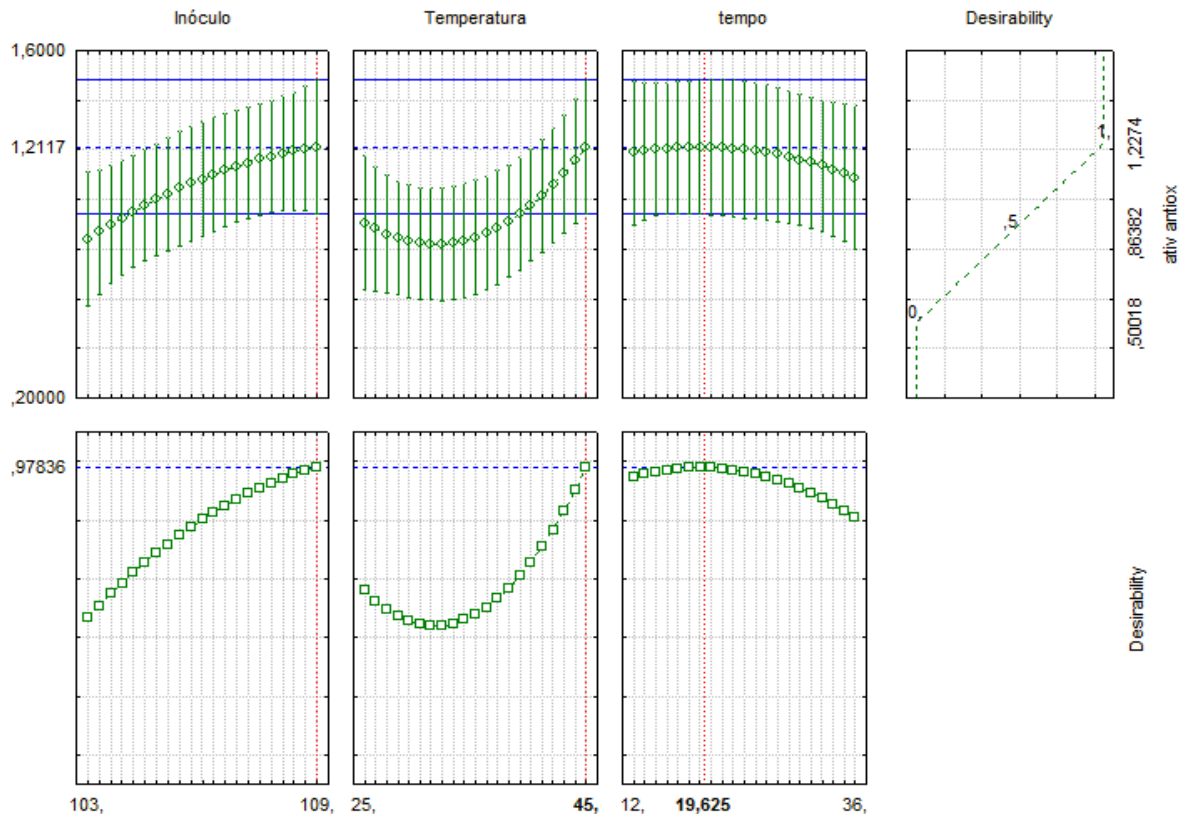 Inóculo Temperatura tempo Desirability
1,6000
1,2117
,20000
1,
,5
0,
1,2274
,86382
,50018
ativ antiox
,97836
Desirability
103, 109, 25, 45, 12, 19,625 36,